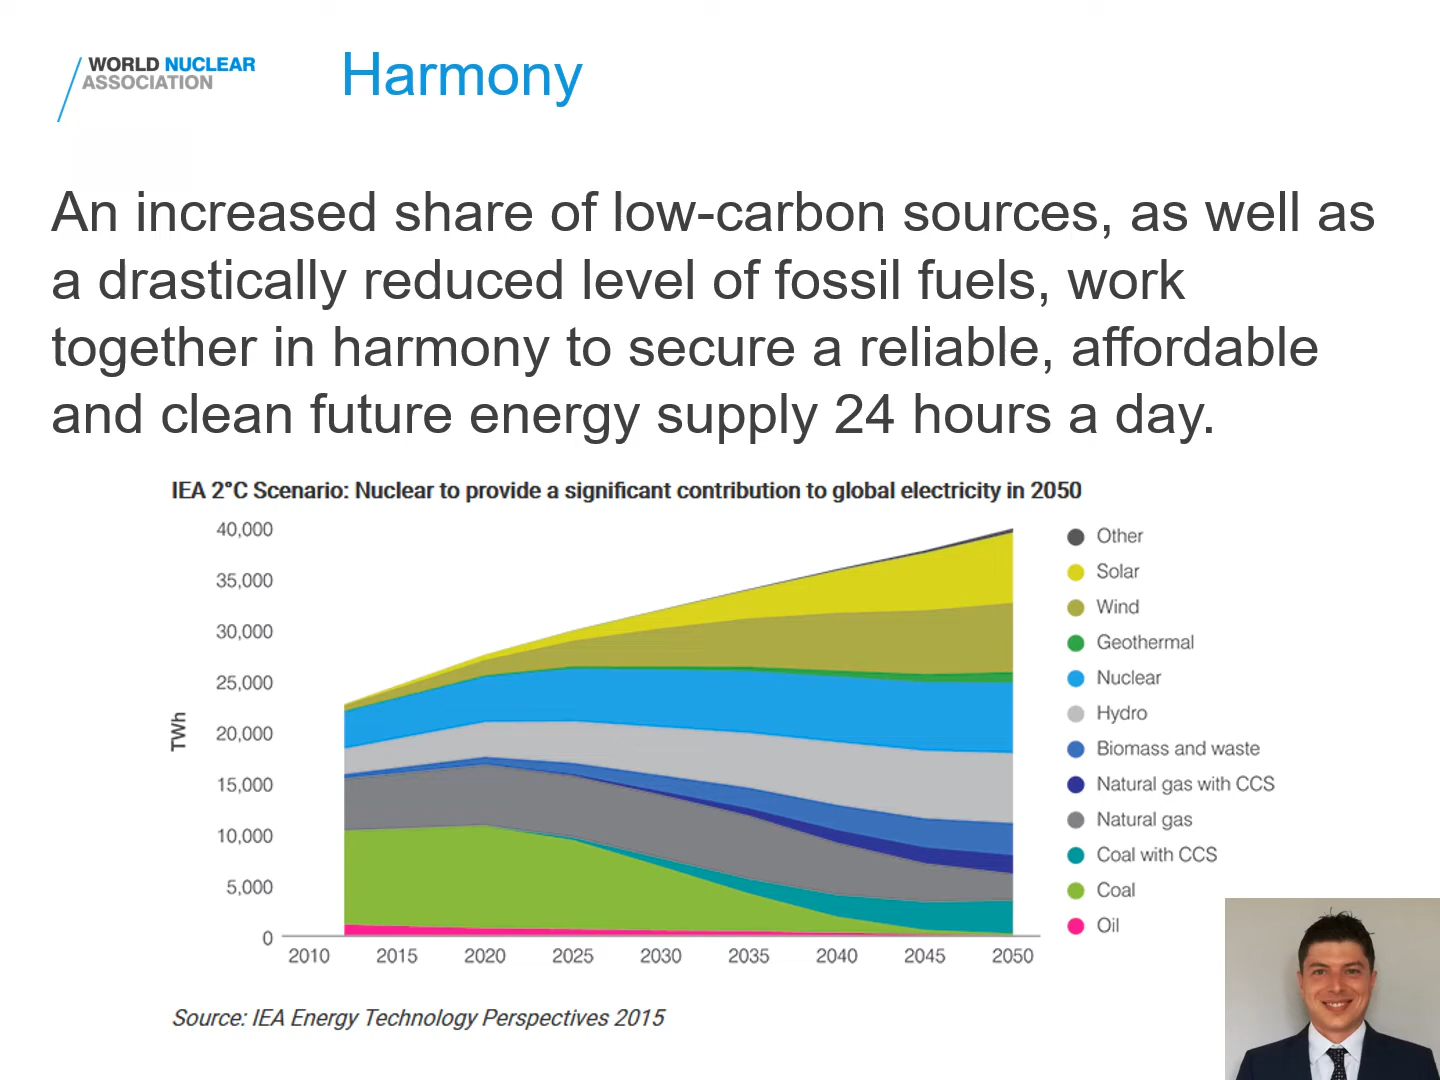 WORLD NUCLEAR
ASSOCIATION
Harmony
An increased share of low-carbon sources, as well as
a drastically reduced level of fossil fuels, work
together in harmony to secure a reliable, affordable
and clean future energy supply 24 hours a day.
IEA 2°C Scenario: Nuclear to provide a significant contribution to global electricity in 2050
40,000
35,000
30,000
25,000
20,000
15,000
10,000
5,000
0
TWh
2010 2015 2020 2025 2030 2035 2040 2045 2050
Other
Solar
Wind
Geothermal
Nuclear
Hydro
Biomass and waste
Natural gas with CCS
Natural gas
Coal with CCS
Coal
Oil
Source: IEA Energy Technology Perspectives 2015